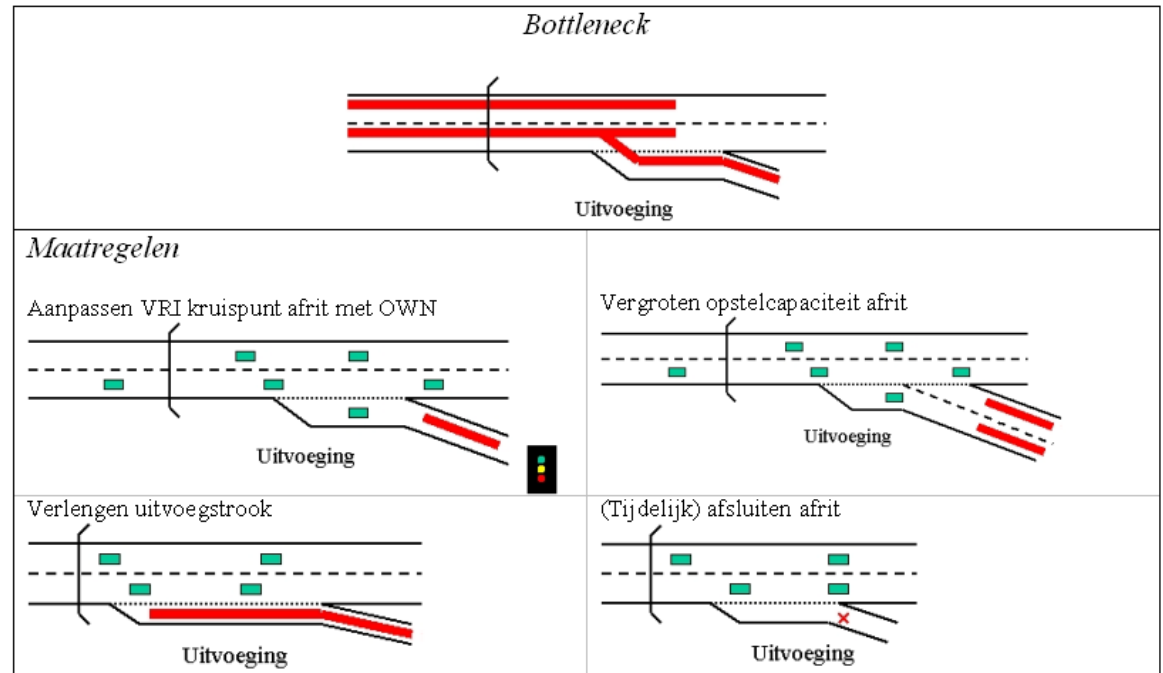 Bottleneck
Uitvoeging
Maatregelen
Aanpassen VRI kruispunt afrit met OWN
Uitvoeging
Vergroten opstelcapaciteit afrit
Uitvoeging
Verlengen uitvoegstrook
Uitvoeging
(Tijdelijk) afsluiten afrit
Uitvoeging